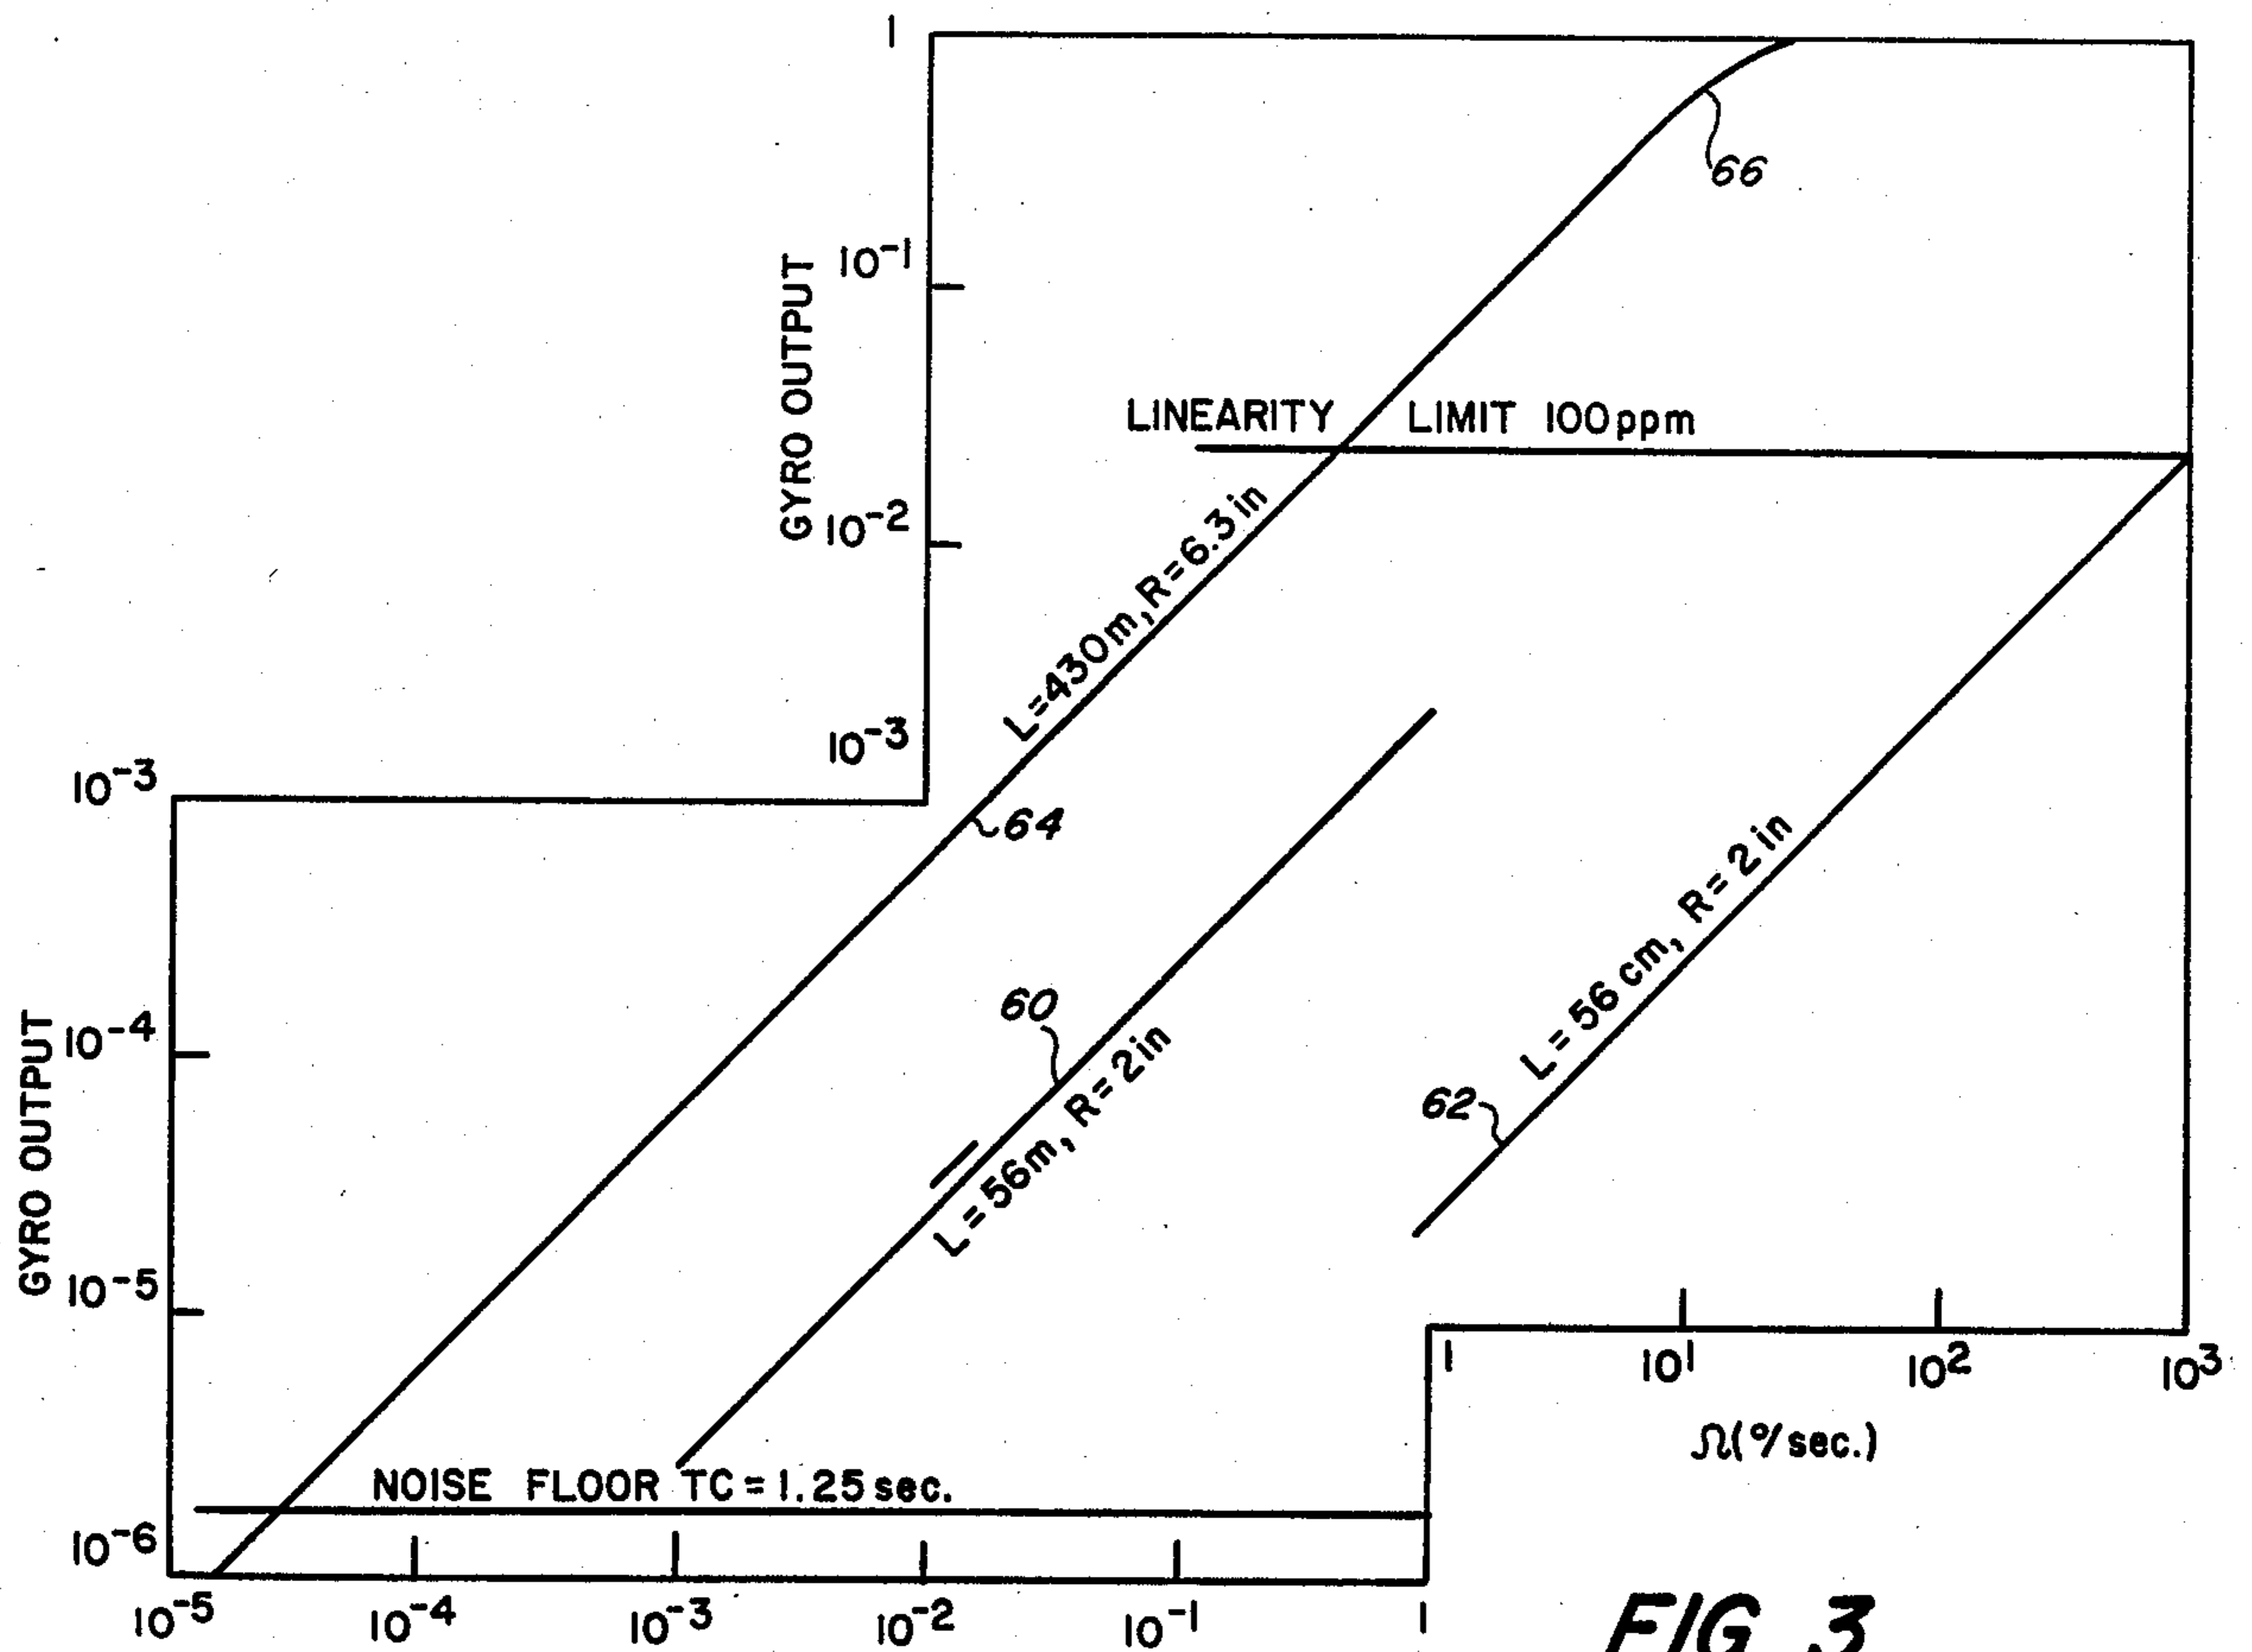 1
10-1
GYRO OUTPUT
10-2
10-3
66
LINEARITY LIMIT 100ppm
L=430m, R=6.3in
64
10-3
GYRO OUTPUT
10-4
10-5
10-6
60
L=56m, R=2in
L=56 cm, R=2in
62
NOISE FLOOR TC=1.25sec.
1
10¹
10²
10³
Ω(°/sec.)
10-5
10-4
10-3
10-2
10-1
1
FIG 3